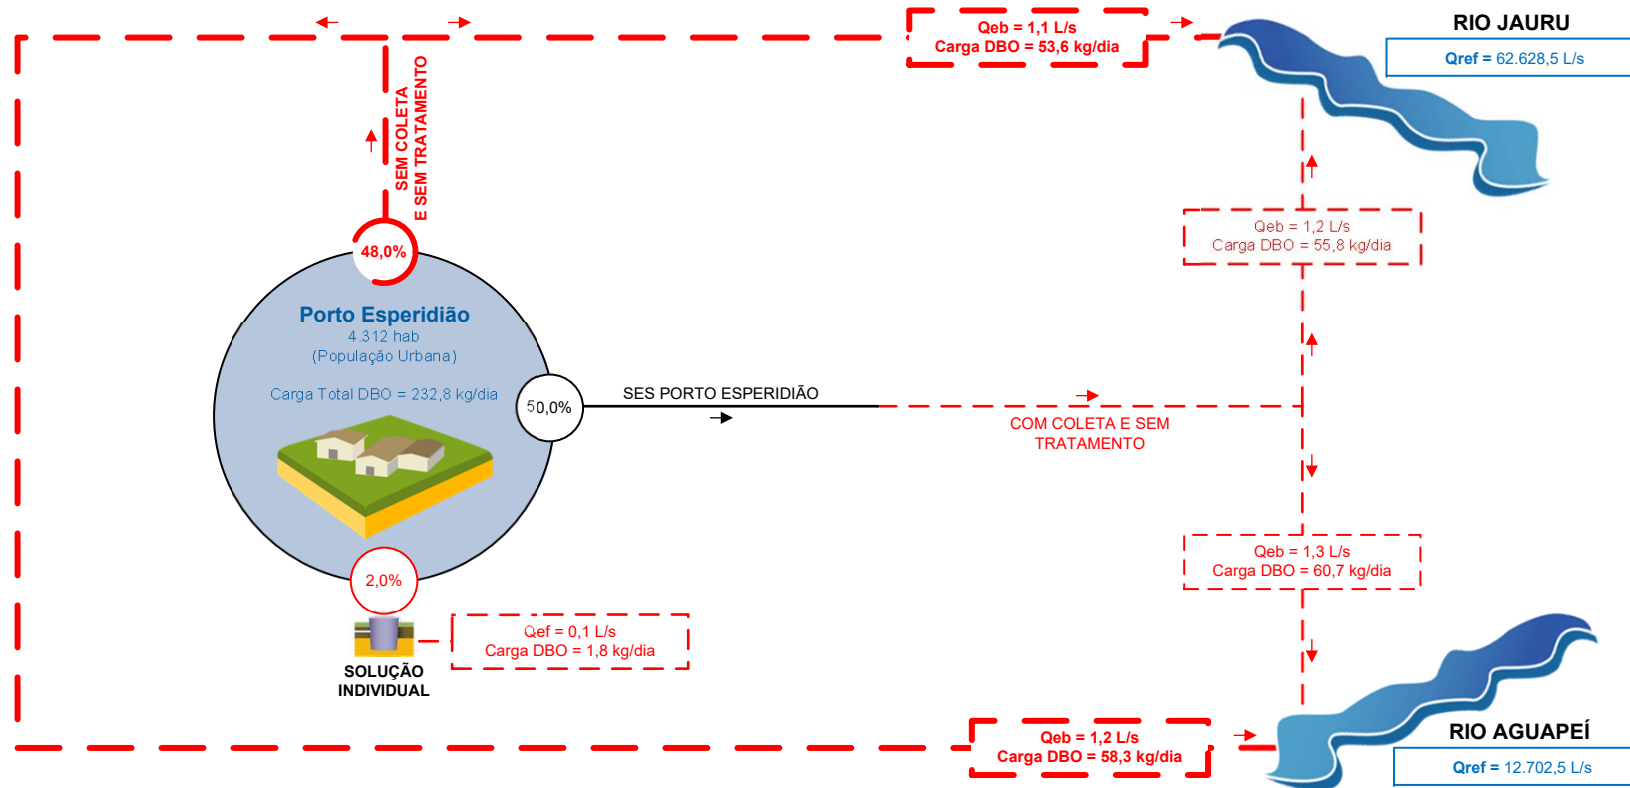 Qeb = 1,1 L/s
Carga DBO = 53,6 kg/dia
RIO JAURU
Qref = 62.628,5 L/s
SEM COLETA
E SEM TRATAMENTO
Qeb = 1,2 L/s
Carga DBO = 55,8 kg/dia
48,0%
Porto Esperidião
4.312 hab
(População Urbana)
Carga Total DBO = 232,8 kg/dia
50,0%
SES PORTO ESPERIDIÃO
COM COLETA E SEM
TRATAMENTO
Qeb = 1,3 L/s
Carga DBO = 60,7 kg/dia
2,0%
Qef = 0,1 L/s
Carga DBO = 1,8 kg/dia
SOLUÇÃO
INDIVIDUAL
Qeb = 1,2 L/s
Carga DBO = 58,3 kg/dia
RIO AGUAPEÍ
Qref = 12.702,5 L/s